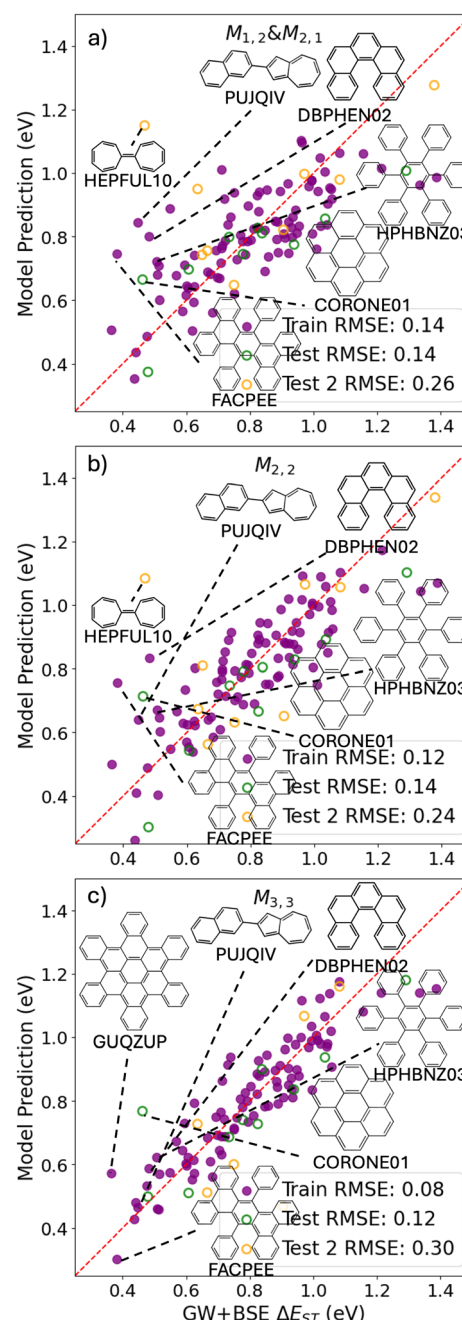 a)
M1,2&M2,1
PUJQIV
DBPHEN02
HEPFUL10
HPHBNZ03
CORONE01
FACPEE
Train RMSE: 0.14
Test RMSE: 0.14
Test 2 RMSE: 0.26
Model Prediction (eV)
1.4
1.2
1.0
0.8
0.6
0.4
0.4 0.6 0.8 1.0 1.2 1.4
b)
M2,2
PUJQIV
DBPHEN02
HEPFUL10
HPHBNZ03
CORONE01
FACPEE
Train RMSE: 0.12
Test RMSE: 0.14
Test 2 RMSE: 0.24
Model Prediction (eV)
1.4
1.2
1.0
0.8
0.6
0.4
0.4 0.6 0.8 1.0 1.2 1.4
c)
M3,3
PUJQIV
DBPHEN02
GUQZUP
HPHBNZ03
CORONE01
FACPEE
Train RMSE: 0.08
Test RMSE: 0.12
Test 2 RMSE: 0.30
Model Prediction (eV)
1.4
1.2
1.0
0.8
0.6
0.4
0.4 0.6 0.8 1.0 1.2 1.4
GW+BSE ΔEST (eV)